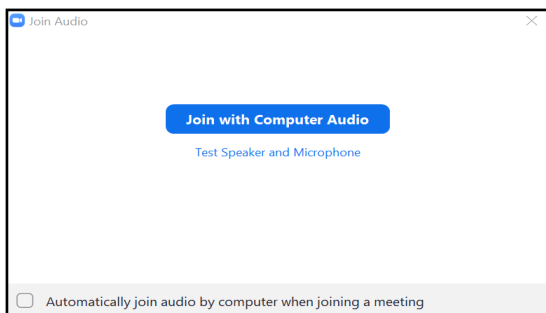 Join Audio
Join with Computer Audio
Test Speaker and Microphone
Automatically join audio by computer when joining a meeting